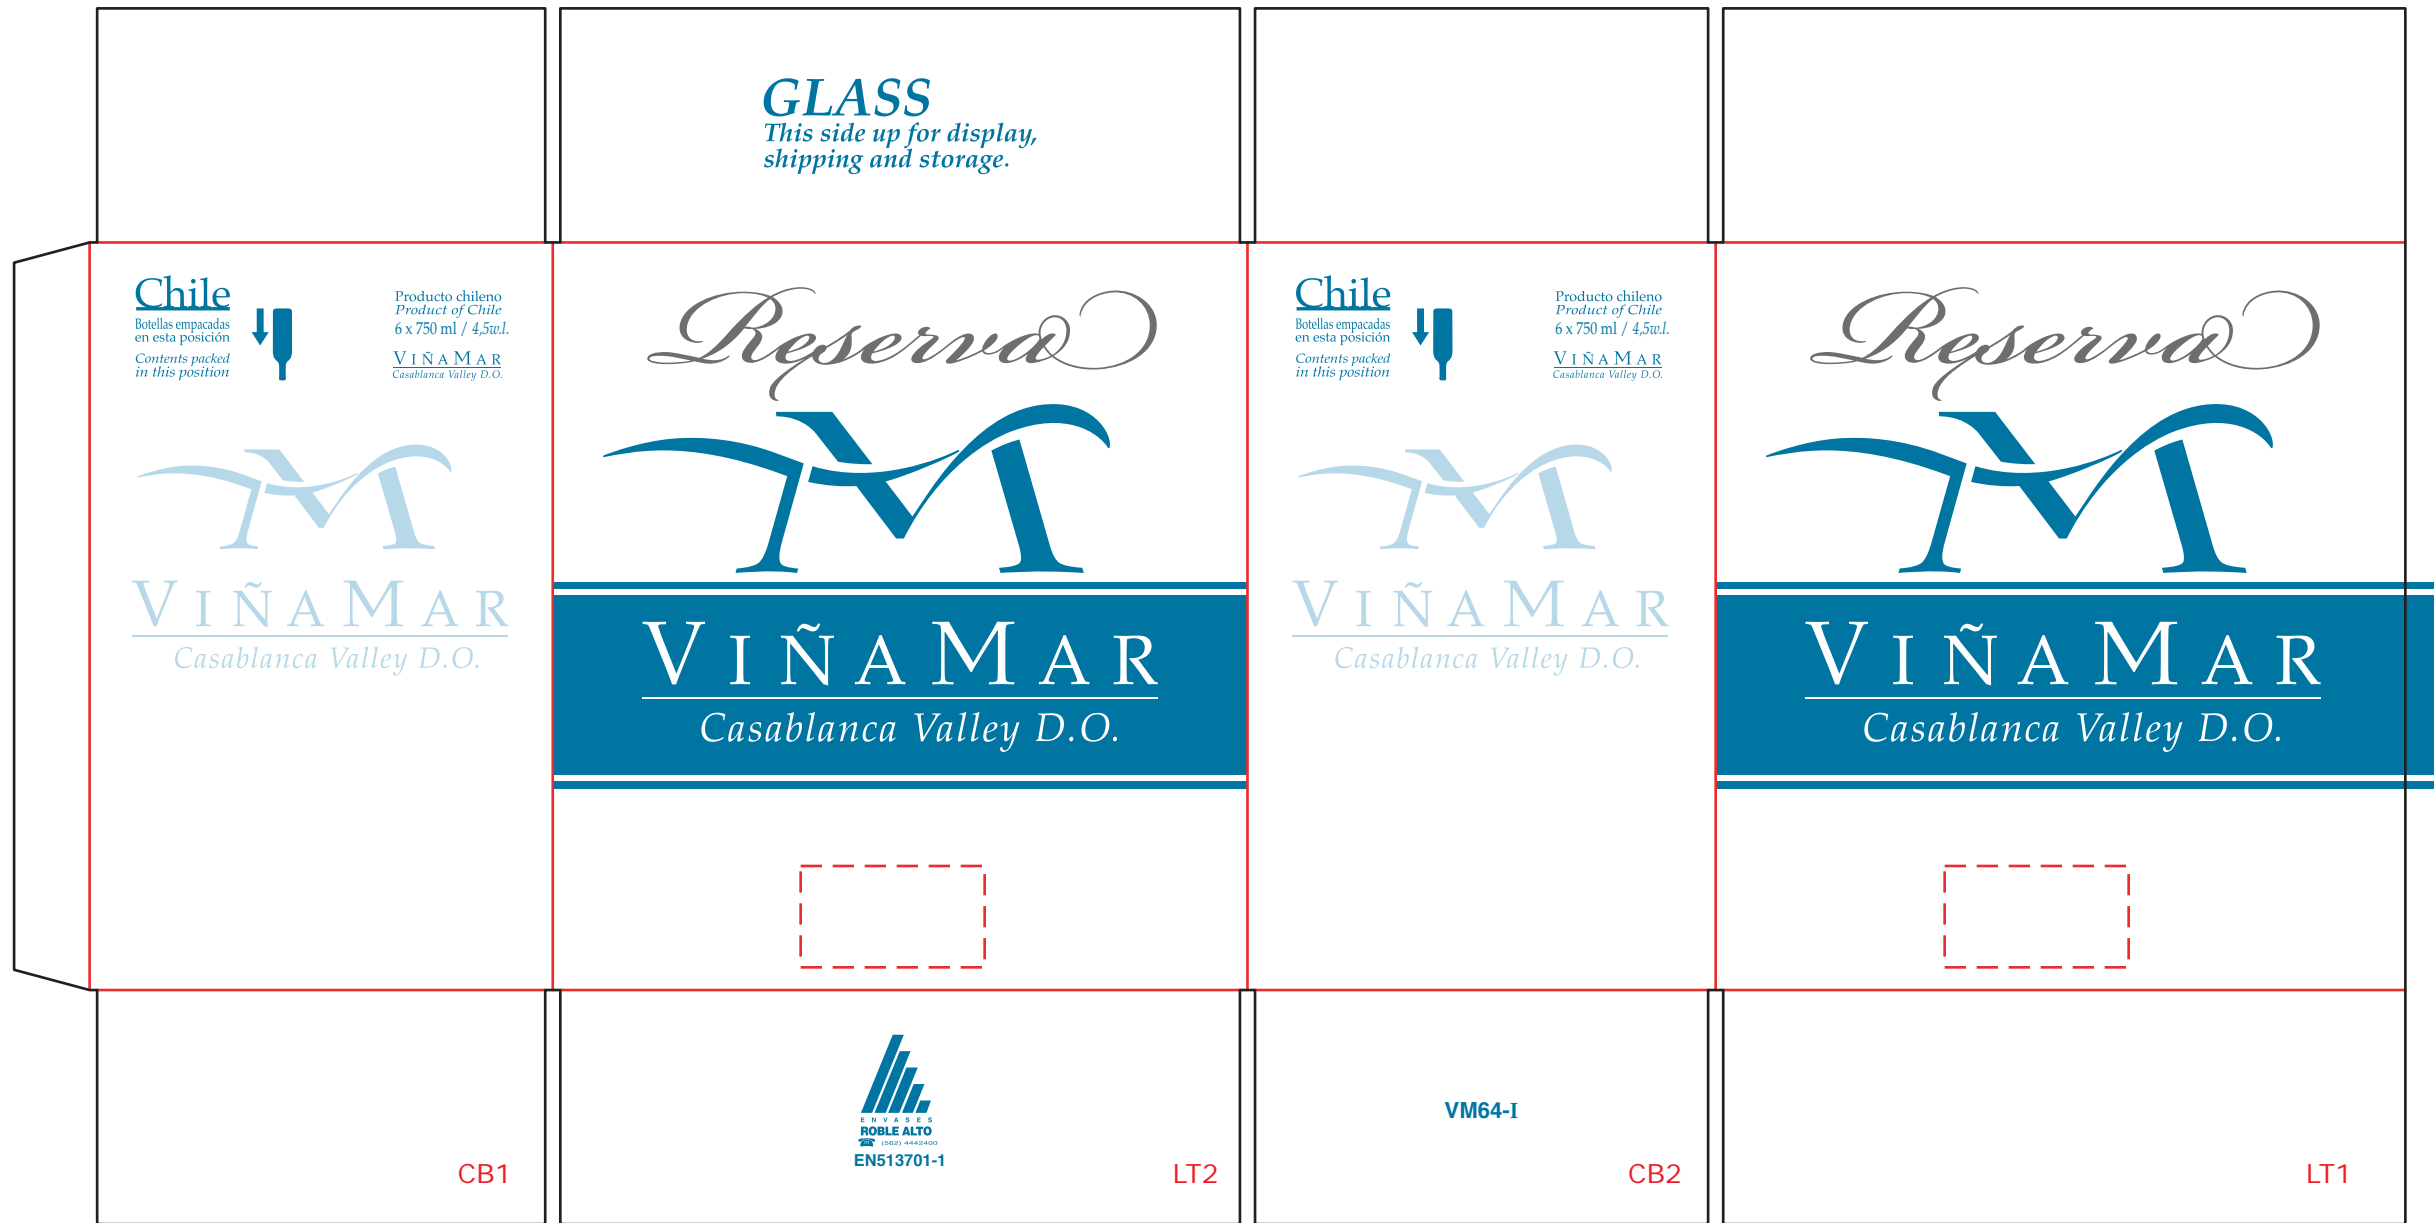 GLASS
This side up for display,
shipping and storage.
Chile
Botellas empacadas
en esta posición
Contents packed
in this position
Producto chileno
Product of Chile
6 x 750 ml / 4,5w.l.
VIÑAMAR
Casablanca Valley D.O.
VIÑAMAR
Casablanca Valley D.O.
Reserva
M
VIÑAMAR
Casablanca Valley D.O.
Chile
Botellas empacadas
en esta posición
Contents packed
in this position
Producto chileno
Product of Chile
6 x 750 ml / 4,5w.l.
VIÑAMAR
Casablanca Valley D.O.
VIÑAMAR
Casablanca Valley D.O.
Reserva
M
VIÑAMAR
Casablanca Valley D.O.
CB1
ENVASES
ROBLE ALTO
(562) 4442400
EN513701-1
LT2
VM64-I
CB2
LT1